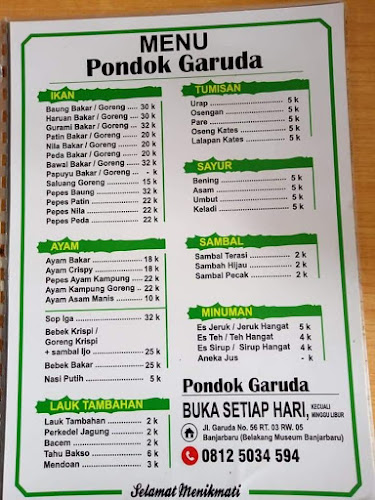 MENU
Pondok Garuda
IKAN
Baung Bakar / Goreng ..... 30 k
Haruan Bakar / Goreng ..... 30 k
Gurami Bakar / Goreng ..... 32 k
Patin Bakar / Goreng ..... 20 k
Nila Bakar / Goreng ..... 20 k
Peda Bakar / Goreng ..... 20 k
Bawal Bakar / Goreng ..... 32 k
Papuyu Bakar / Goreng ..... - k
Saluang Goreng ..... 15 k
Pepes Baung ..... 32 k
Pepes Patin ..... 22 k
Pepes Nila ..... 22 k
Pepes Peda ..... 22 k
AYAM
Ayam Bakar ..... 18 k
Ayam Crispy ..... 18 k
Pepes Ayam Kampung ..... 22 k
Ayam Kampung Goreng .. 22 k
Ayam Asam Manis ..... 10 k
Sop Iga ..... 32 k
Bebek Krispi /
Goreng Krispi
+ sambal Ijo ..... 25 k
Bebek Bakar ..... 25 k
Nasi Putih ..... 5 k
LAUK TAMBAHAN
Lauk Tambahan ..... 2 k
Perkedel Jagung ..... 2 k
Bacem ..... 2 k
Tahu Bakso ..... 6 k
Mendoan ..... 3 k
TUMISAN
Urap ..... 5 k
Osengan ..... 5 k
Pare ..... 5 k
Oseng Kates ..... 5 k
Lalapan Kates ..... 5 k
SAYUR
Bening ..... 5 k
Asam ..... 5 k
Umbut ..... 5 k
Keladi ..... 5 k
SAMBAL
Sambal Terasi ..... 2 k
Sambah Hijau ..... 2 k
Sambal Pecak ..... 2 k
MINUMAN
Es Jeruk / Jeruk Hangat 5 k
Es Teh / Teh Hangat 4 k
Es Sirup / Sirup Hangat 4 k
Aneka Jus ..... - k
Pondok Garuda
BUKA SETIAP HARI, KECUALI
MINGGU LIBUR
Jl. Garuda No. 56 RT. 03 RW. 05
Banjarbaru (Belakang Museum Banjarbaru)
0812 5034 594
Selamat Menikmati